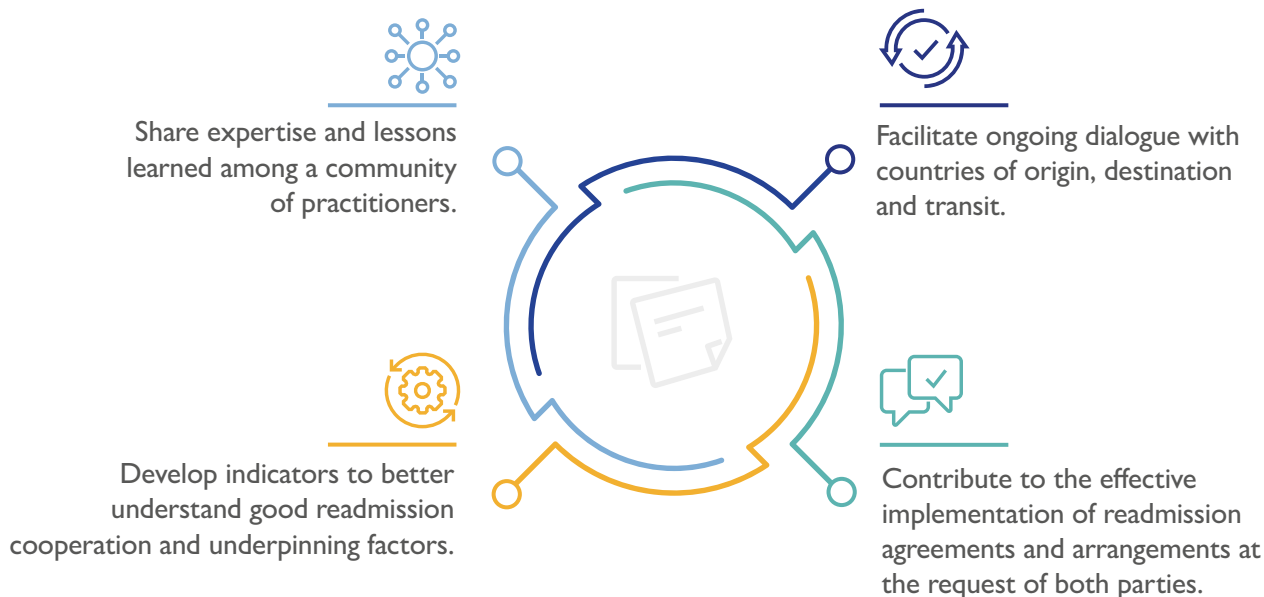 Share expertise and lessons
learned among a community
of practitioners.
Facilitate ongoing dialogue with
countries of origin, destination
and transit.
Develop indicators to better
understand good readmission
cooperation and underpinning factors.
Contribute to the effective
implementation of readmission
agreements and arrangements at
the request of both parties.